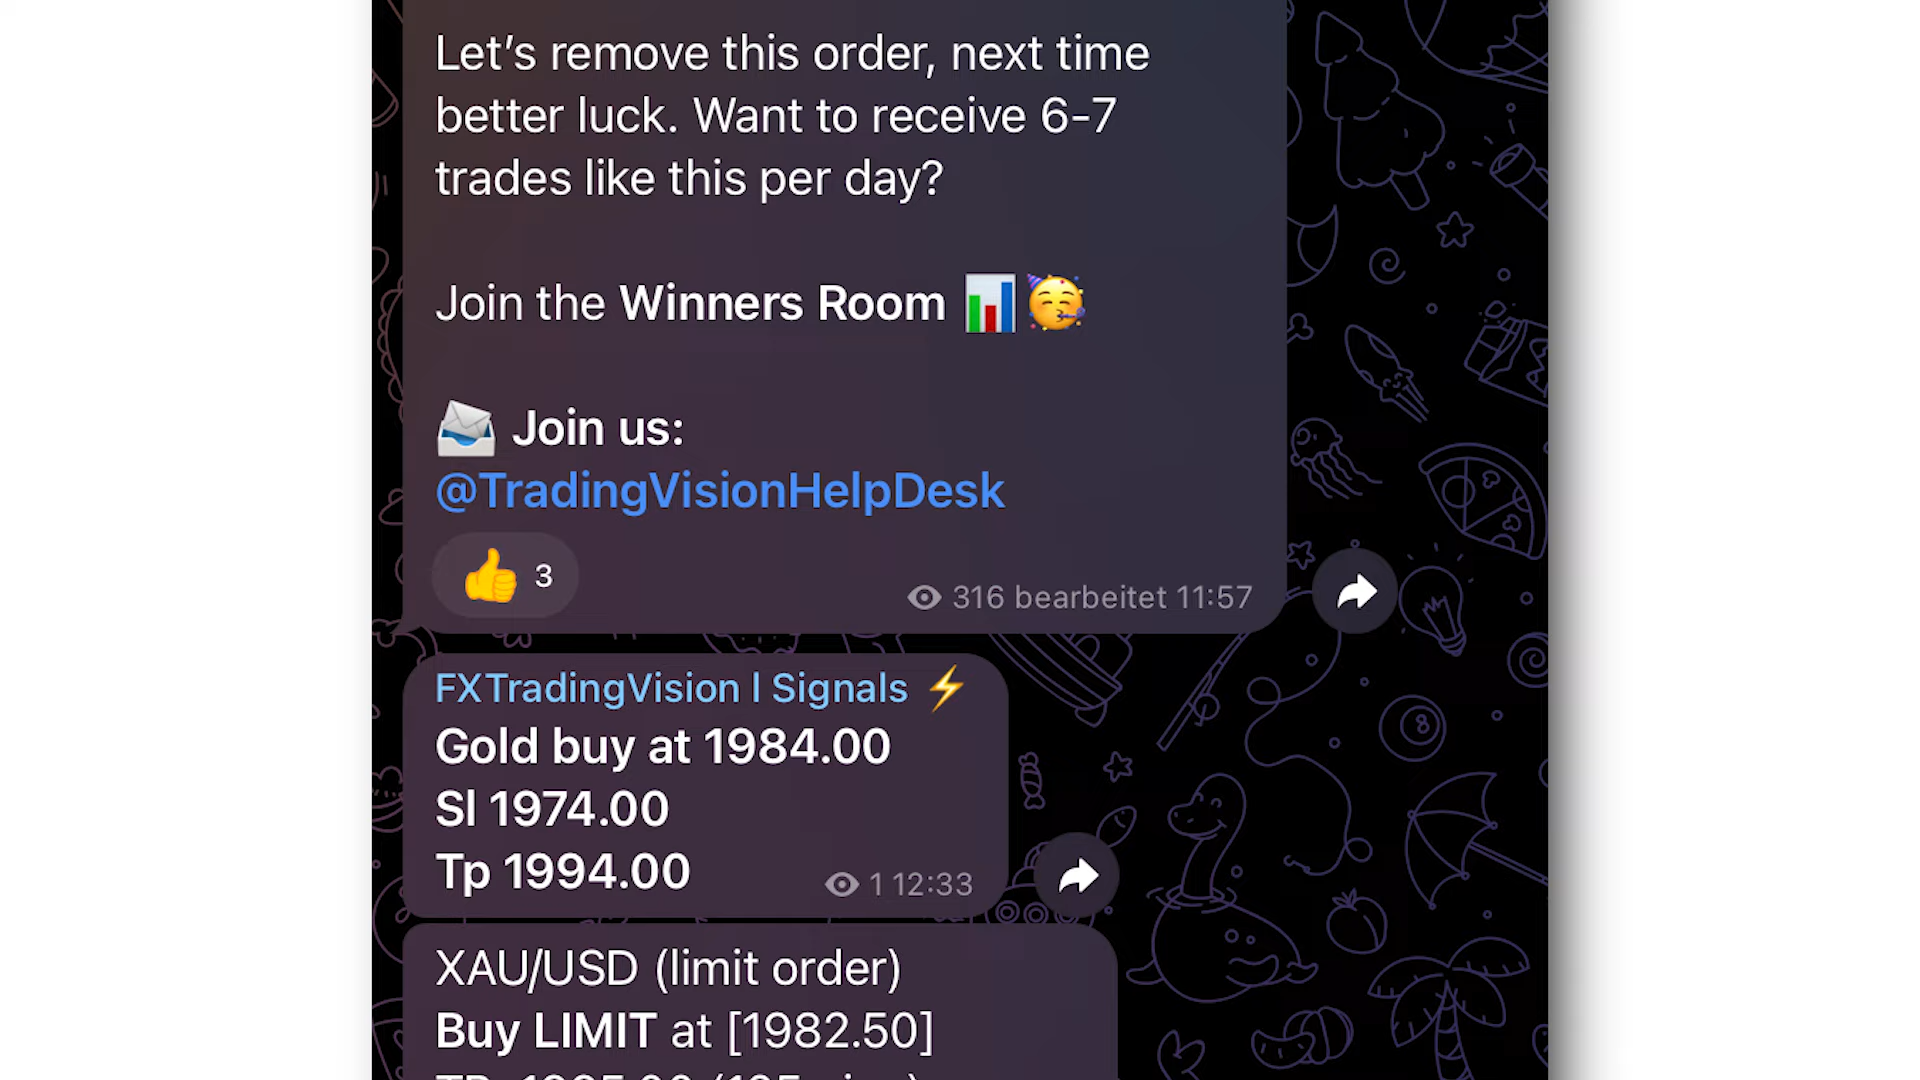 Let’s remove this order, next time
better luck. Want to receive 6-7
trades like this per day?
Join the Winners Room 📊🥳
📨 Join us:
@TradingVisionHelpDesk
👍 3
316 bearbeitet 11:57
FXTradingVision | Signals ⚡
Gold buy at 1984.00
Sl 1974.00
Tp 1994.00
1 12:33
XAU/USD (limit order)
Buy LIMIT at [1982.50]